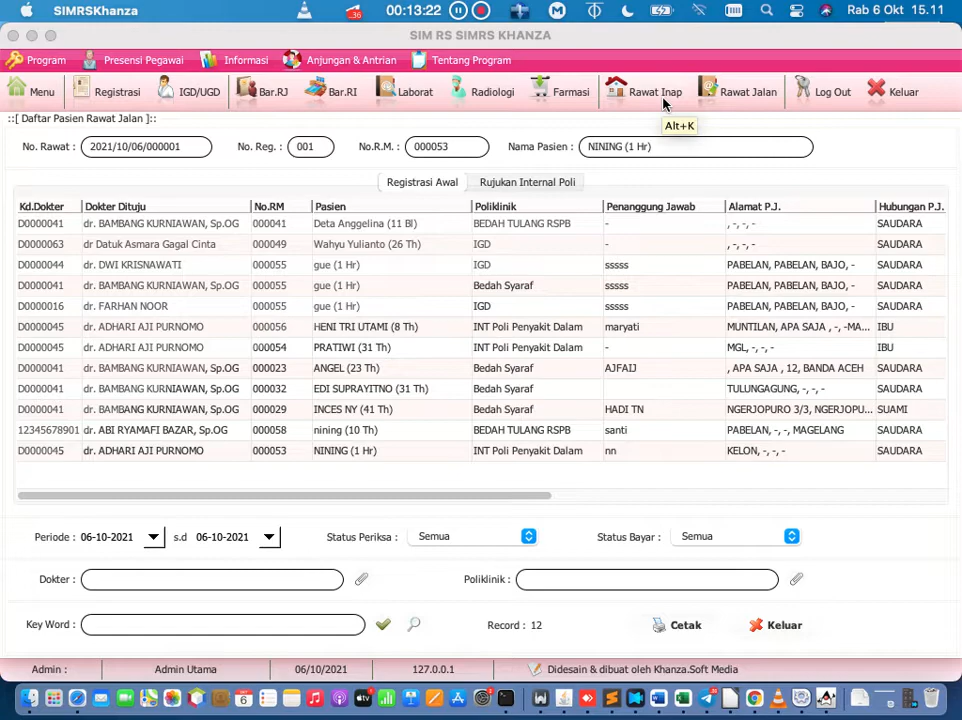 SIMRSKhanza 36 00:13:22 Rab 6 Okt 15.11
SIM RS SIMRS KHANZA
Program Presensi Pegawai Informasi Anjungan & Antrian Tentang Program
Menu Registrasi IGD/UGD Bar.RJ Bar.RI Laborat Radiologi Farmasi Rawat Inap Rawat Jalan Log Out Keluar
::[ Daftar Pasien Rawat Jalan ]::
Alt+K
No. Rawat : 2021/10/06/000001 No. Reg. : 001 No.R.M. : 000053 Nama Pasien : NINING (1 Hr)
Registrasi Awal Rujukan Internal Poli
Kd.Dokter Dokter Dituju No.RM Pasien Poliklinik Penanggung Jawab Alamat P.J. Hubungan P.J.
D0000041 dr. BAMBANG KURNIAWAN, Sp.OG 000041 Deta Anggelina (11 Bl) BEDAH TULANG RSPB - , -, -, - SAUDARA
D0000063 dr Datuk Asmara Gagal Cinta 000049 Wahyu Yulianto (26 Th) IGD - , -, -, - SAUDARA
D0000044 dr. DWI KRISNAWATI 000055 gue (1 Hr) IGD sssss PABELAN, PABELAN, BAJO, - SAUDARA
D0000041 dr. BAMBANG KURNIAWAN, Sp.OG 000055 gue (1 Hr) Bedah Syaraf sssss PABELAN, PABELAN, BAJO, - SAUDARA
D0000016 dr. FARHAN NOOR 000055 gue (1 Hr) IGD sssss PABELAN, PABELAN, BAJO, - SAUDARA
D0000045 dr. ADHARI AJI PURNOMO 000056 HENI TRI UTAMI (8 Th) INT Poli Penyakit Dalam maryati MUNTILAN, APA SAJA , -, -MA... IBU
D0000045 dr. ADHARI AJI PURNOMO 000054 PRATIWI (31 Th) INT Poli Penyakit Dalam - MGL, -, -, - IBU
D0000041 dr. BAMBANG KURNIAWAN, Sp.OG 000023 ANGEL (23 Th) Bedah Syaraf AJFAIJ , APA SAJA , 12, BANDA ACEH SAUDARA
D0000041 dr. BAMBANG KURNIAWAN, Sp.OG 000032 EDI SUPRAYITNO (31 Th) Bedah Syaraf TULUNGAGUNG, -, -, - SAUDARA
D0000041 dr. BAMBANG KURNIAWAN, Sp.OG 000029 INCES NY (41 Th) Bedah Syaraf HADI TN NGERJOPURO 3/3, NGERJOPU... SUAMI
12345678901 dr. ABI RYAMAFI BAZAR, Sp.OG 000058 nining (10 Th) BEDAH TULANG RSPB santi PABELAN, -, -, MAGELANG SAUDARA
D0000045 dr. ADHARI AJI PURNOMO 000053 NINING (1 Hr) INT Poli Penyakit Dalam nn KELON, -, -, - SAUDARA
Periode : 06-10-2021 s.d 06-10-2021 Status Periksa : Semua Status Bayar : Semua
Dokter : Poliklinik :
Key Word : Record : 12 Cetak Keluar
Admin : Admin Utama 06/10/2021 127.0.0.1 Didesain & dibuat oleh Khanza.Soft Media